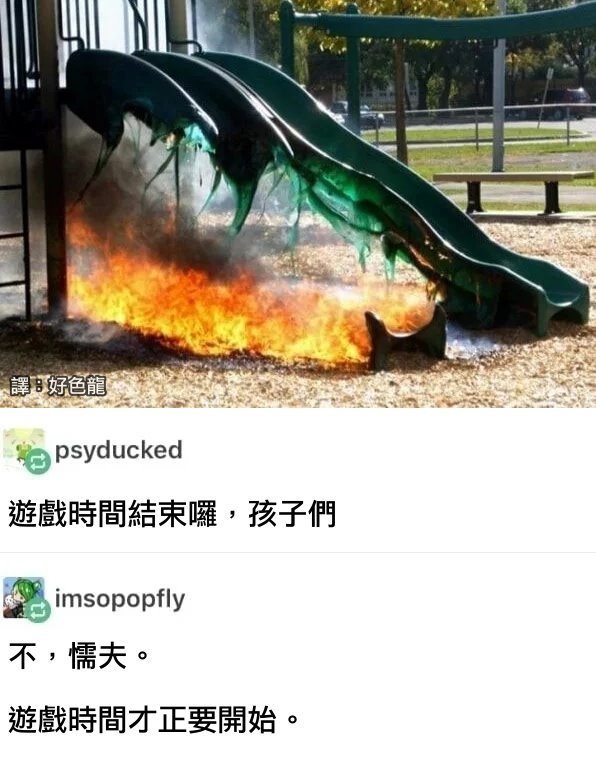 譯：好色龍
psyducked
遊戲時間結束囉，孩子們
imsopopfly
不，懦夫。
遊戲時間才正要開始。